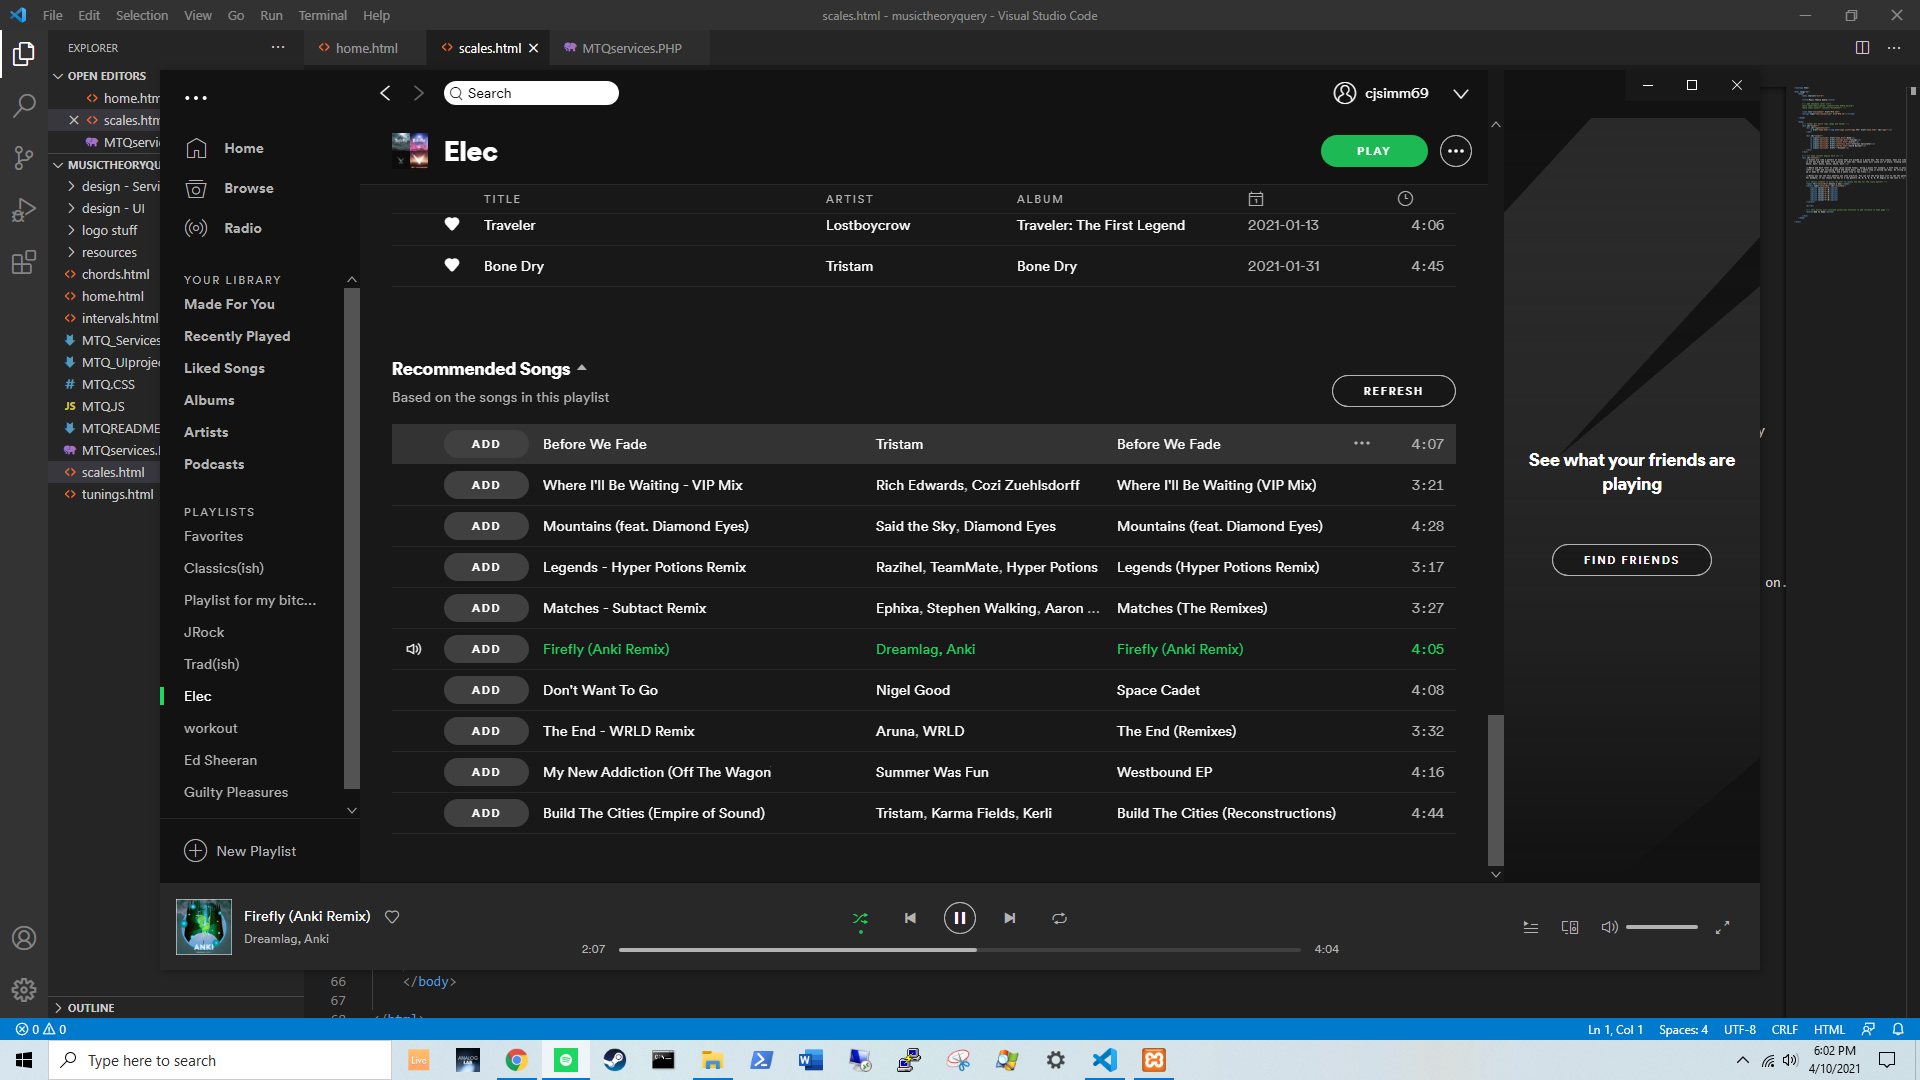 File Edit Selection View Go Run Terminal Help
scales.html - musictheoryquery - Visual Studio Code
EXPLORER
home.html
scales.html
MTQservices.PHP
OPEN EDITORS
home.htm
scales.htm
MTQservi
MUSICTHEORYQU
design - Servi
design - UI
logo stuff
resources
chords.html
home.html
intervals.html
MTQ_Services
MTQ_UIproje
# MTQ.CSS
JS MTQ.JS
MTQREADME
MTQservices.
scales.html
tunings.html
OUTLINE
Home
Browse
Radio
YOUR LIBRARY
Made For You
Recently Played
Liked Songs
Albums
Artists
Podcasts
PLAYLISTS
Favorites
Classics(ish)
Playlist for my bitc...
JRock
Trad(ish)
Elec
workout
Ed Sheeran
Guilty Pleasures
New Playlist
Search
cjsimm69
Elec
PLAY
TITLE ARTIST ALBUM
Traveler Lostboycrow Traveler: The First Legend 2021-01-13 4:06
Bone Dry Tristam Bone Dry 2021-01-31 4:45
Recommended Songs
Based on the songs in this playlist
REFRESH
ADD Before We Fade Tristam Before We Fade 4:07
ADD Where I'll Be Waiting - VIP Mix Rich Edwards, Cozi Zuehlsdorff Where I'll Be Waiting (VIP Mix) 3:21
ADD Mountains (feat. Diamond Eyes) Said the Sky, Diamond Eyes Mountains (feat. Diamond Eyes) 4:28
ADD Legends - Hyper Potions Remix Razihel, TeamMate, Hyper Potions Legends (Hyper Potions Remix) 3:17
ADD Matches - Subtact Remix Ephixa, Stephen Walking, Aaron ... Matches (The Remixes) 3:27
ADD Firefly (Anki Remix) Dreamlag, Anki Firefly (Anki Remix) 4:05
ADD Don't Want To Go Nigel Good Space Cadet 4:08
ADD The End - WRLD Remix Aruna, WRLD The End (Remixes) 3:32
ADD My New Addiction (Off The Wagon Summer Was Fun Westbound EP 4:16
ADD Build The Cities (Empire of Sound) Tristam, Karma Fields, Kerli Build The Cities (Reconstructions) 4:44
See what your friends are
playing
FIND FRIENDS
y
on.
ANKI
Firefly (Anki Remix)
Dreamlag, Anki
2:07
4:04
66 </body>
67
68 </html>
0 0
Ln 1, Col 1 Spaces: 4 UTF-8 CRLF HTML
Type here to search
Live
ANALOG LAB
6:02 PM
4/10/2021